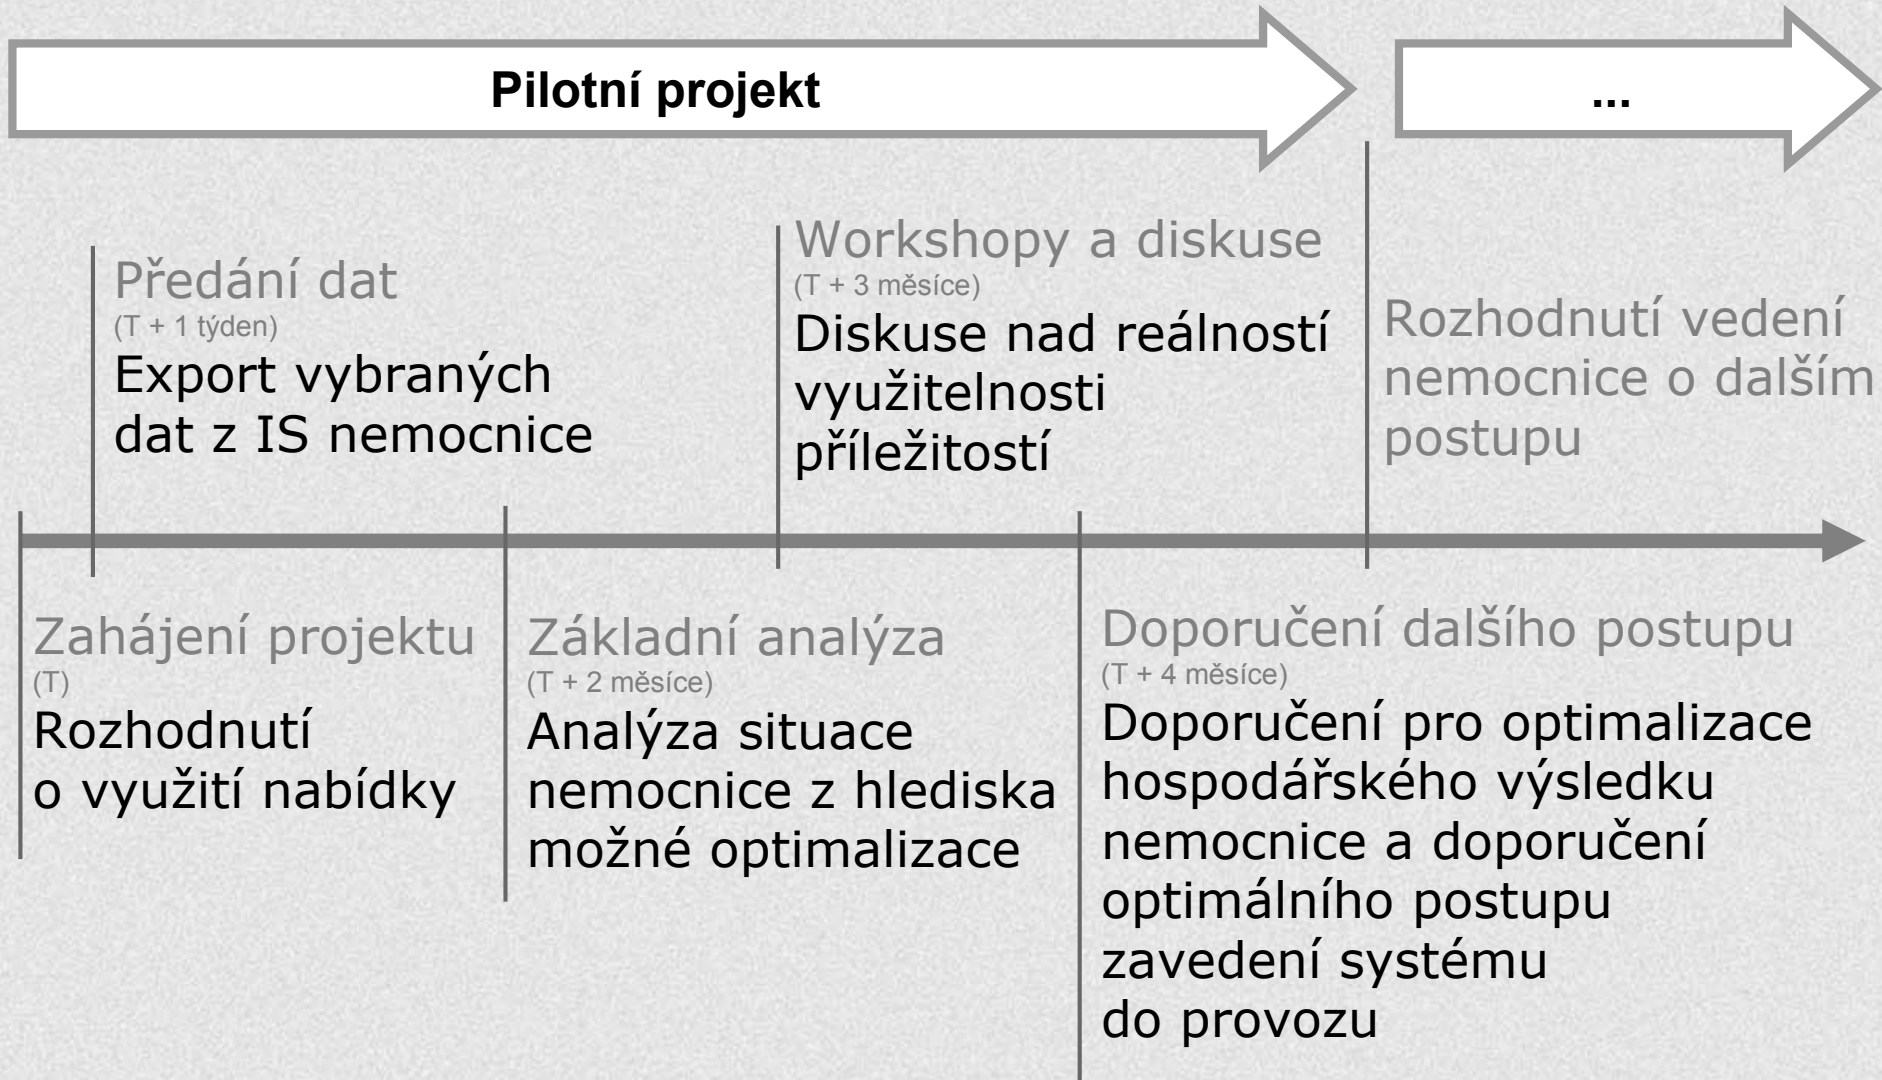 Pilotní projekt
...
Předání dat
(T + 1 týden)
Export vybraných
dat z IS nemocnice
Workshopy a diskuse
(T + 3 měsíce)
Diskuse nad reálností
využitelnosti
příležitostí
Rozhodnutí vedení
nemocnice o dalším
postupu
Zahájení projektu
(T)
Rozhodnutí
o využití nabídky
Základní analýza
(T + 2 měsíce)
Analýza situace
nemocnice z hlediska
možné optimalizace
Doporučení dalšího postupu
(T + 4 měsíce)
Doporučení pro optimalizace
hospodářského výsledku
nemocnice a doporučení
optimálního postupu
zavedení systému
do provozu